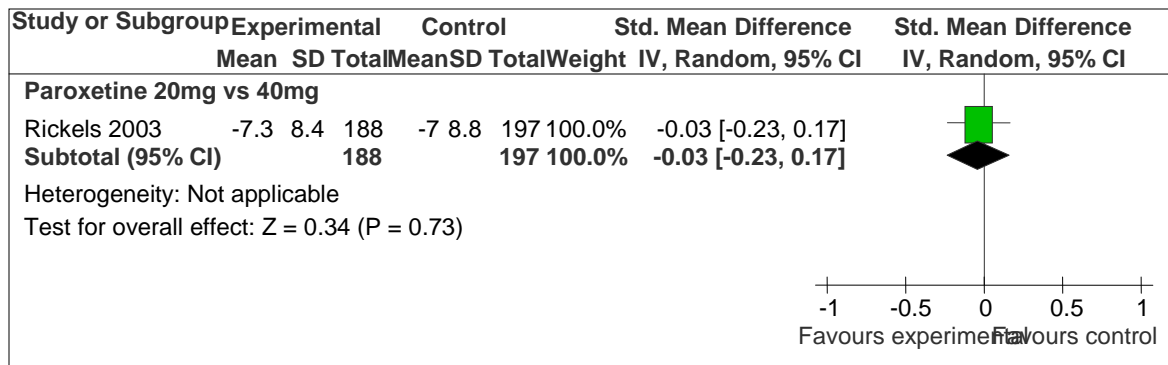 Study or Subgroup Experimental Control Std. Mean Difference Std. Mean Difference
Mean SD Total Mean SD Total Weight IV, Random, 95% CI IV, Random, 95% CI
Paroxetine 20mg vs 40mg
Rickels 2003 -7.3 8.4 188 -7 8.8 197 100.0% -0.03 [-0.23, 0.17]
Subtotal (95% CI) 188 197 100.0% -0.03 [-0.23, 0.17]
Heterogeneity: Not applicable
Test for overall effect: Z = 0.34 (P = 0.73)
-1 -0.5 0 0.5 1
Favours experimental Favours control